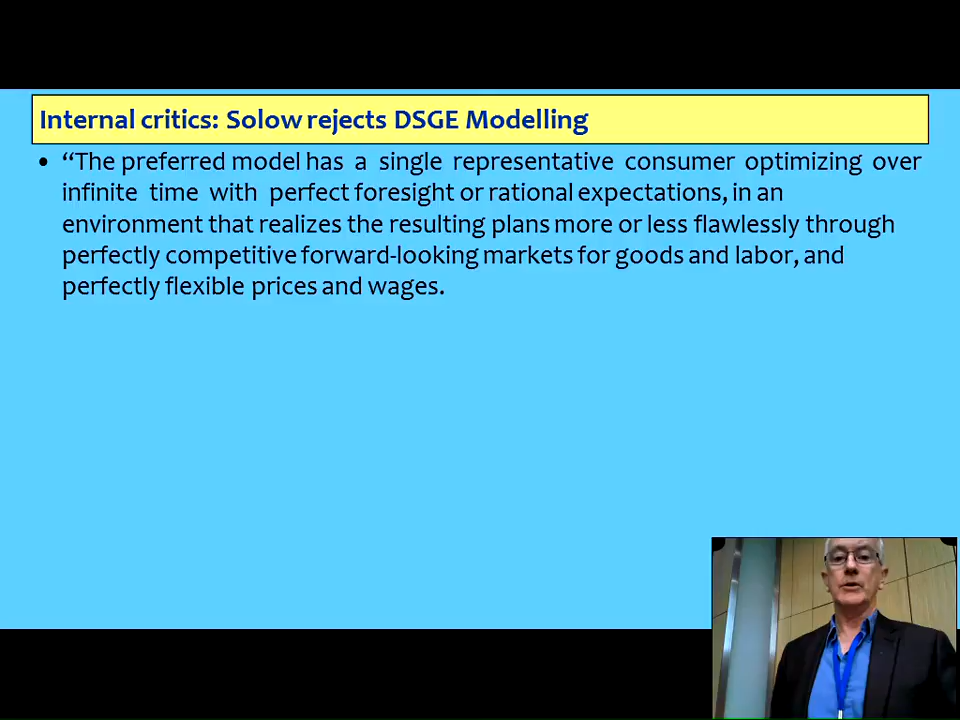 Internal critics: Solow rejects DSGE Modelling
• “The preferred model has a single representative consumer optimizing over
infinite time with perfect foresight or rational expectations, in an
environment that realizes the resulting plans more or less flawlessly through
perfectly competitive forward-looking markets for goods and labor, and
perfectly flexible prices and wages.